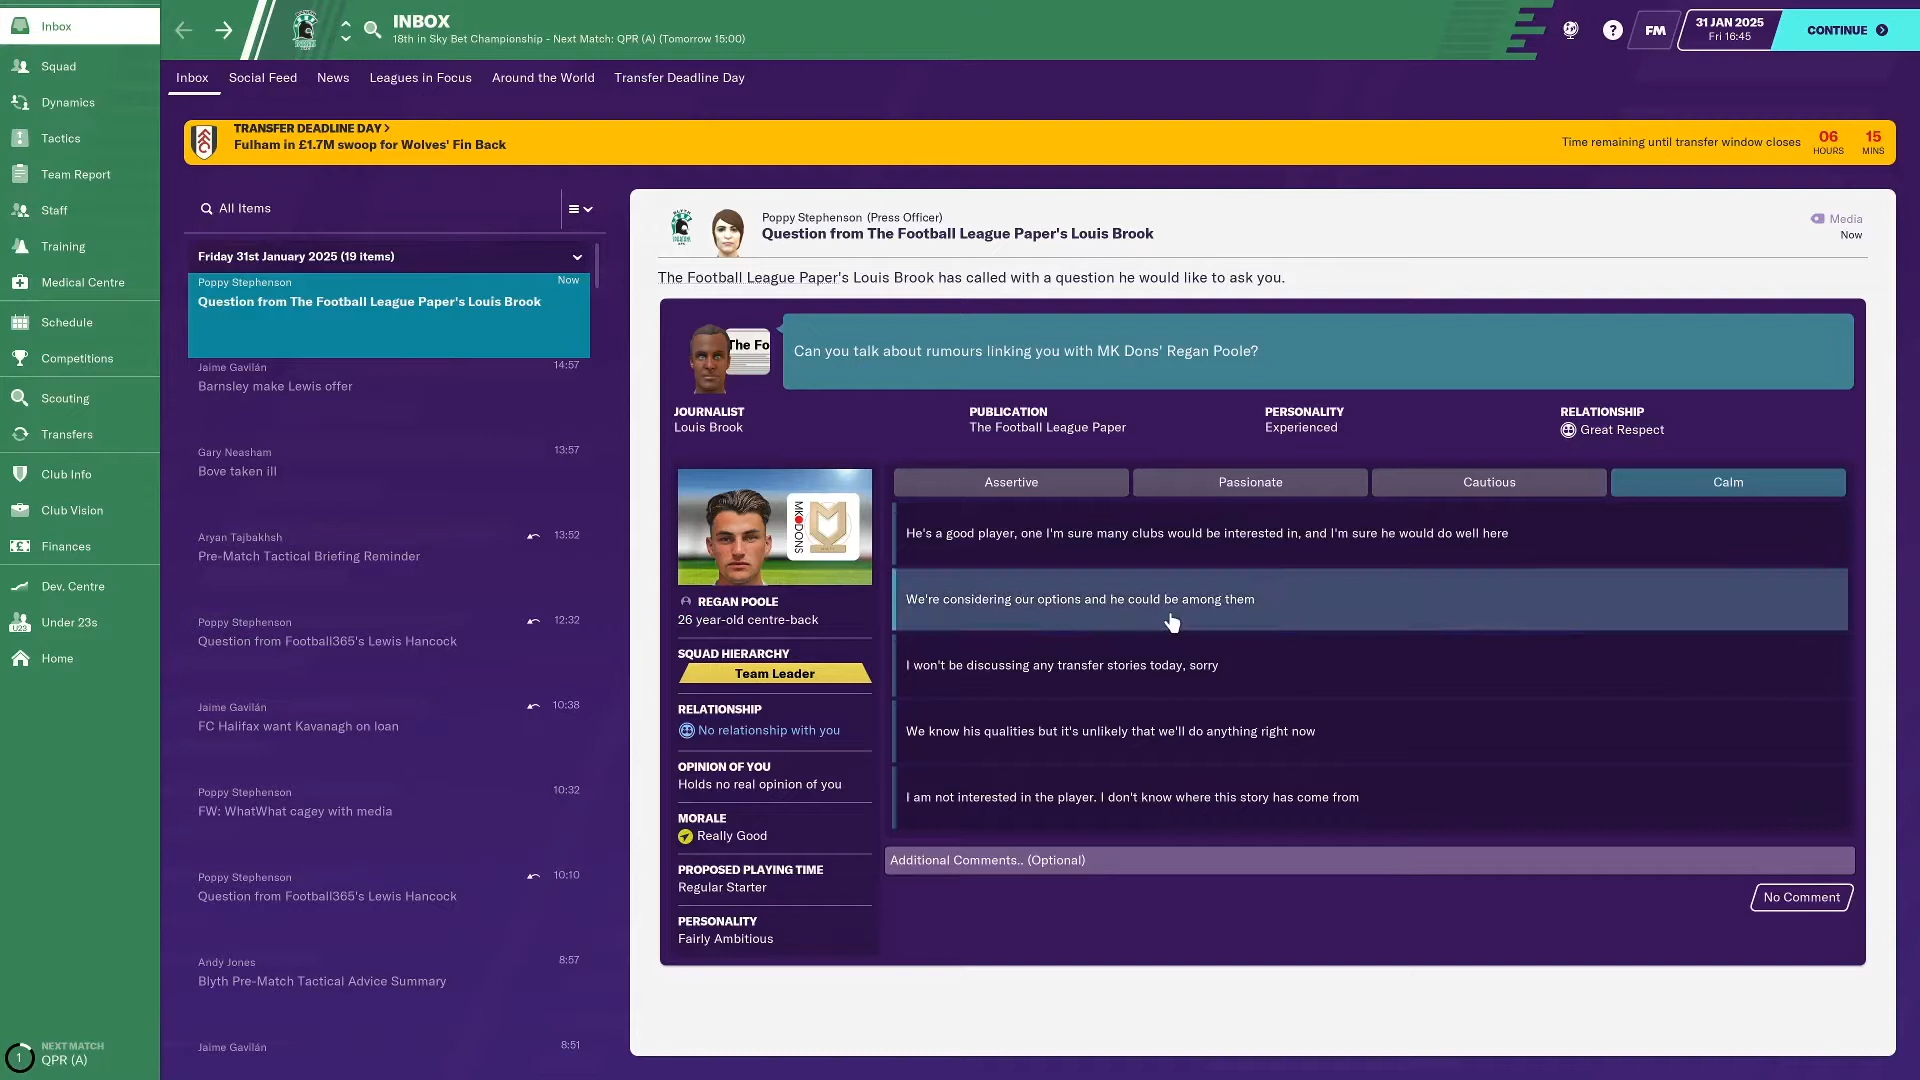 Inbox
Squad
Dynamics
Tactics
Team Report
Staff
Training
Medical Centre
Schedule
Competitions
Scouting
Transfers
Club Info
Club Vision
Finances
Dev. Centre
U23
Under 23s
Home
1
NEXT MATCH
QPR (A)
INBOX
18th in Sky Bet Championship - Next Match: QPR (A) (Tomorrow 15:00)
?
FM
31 JAN 2025
Fri 16:45
CONTINUE
Inbox Social Feed News Leagues in Focus Around the World Transfer Deadline Day
TRANSFER DEADLINE DAY >
Fulham in £1.7M swoop for Wolves' Fin Back
Time remaining until transfer window closes
06 15
HOURS MINS
All Items
Friday 31st January 2025 (19 items)
Poppy Stephenson Now
Question from The Football League Paper's Louis Brook
Jaime Gavilán 14:57
Barnsley make Lewis offer
Gary Neasham 13:57
Bove taken ill
Aryan Tajbakhsh 13:52
Pre-Match Tactical Briefing Reminder
Poppy Stephenson 12:32
Question from Football365's Lewis Hancock
Jaime Gavilán 10:38
FC Halifax want Kavanagh on loan
Poppy Stephenson 10:32
FW: WhatWhat cagey with media
Poppy Stephenson 10:10
Question from Football365's Lewis Hancock
Andy Jones 8:57
Blyth Pre-Match Tactical Advice Summary
Jaime Gavilán 8:51
Poppy Stephenson (Press Officer)
Question from The Football League Paper's Louis Brook
Media
Now
The Football League Paper's Louis Brook has called with a question he would like to ask you.
The Fo
Can you talk about rumours linking you with MK Dons' Regan Poole?
JOURNALIST PUBLICATION PERSONALITY RELATIONSHIP
Louis Brook The Football League Paper Experienced Great Respect
MK DONS
REGAN POOLE
26 year-old centre-back
SQUAD HIERARCHY
Team Leader
RELATIONSHIP
No relationship with you
OPINION OF YOU
Holds no real opinion of you
MORALE
Really Good
PROPOSED PLAYING TIME
Regular Starter
PERSONALITY
Fairly Ambitious
Assertive Passionate Cautious Calm
He's a good player, one I'm sure many clubs would be interested in, and I'm sure he would do well here
We're considering our options and he could be among them
I won't be discussing any transfer stories today, sorry
We know his qualities but it's unlikely that we'll do anything right now
I am not interested in the player. I don't know where this story has come from
Additional Comments.. (Optional)
No Comment